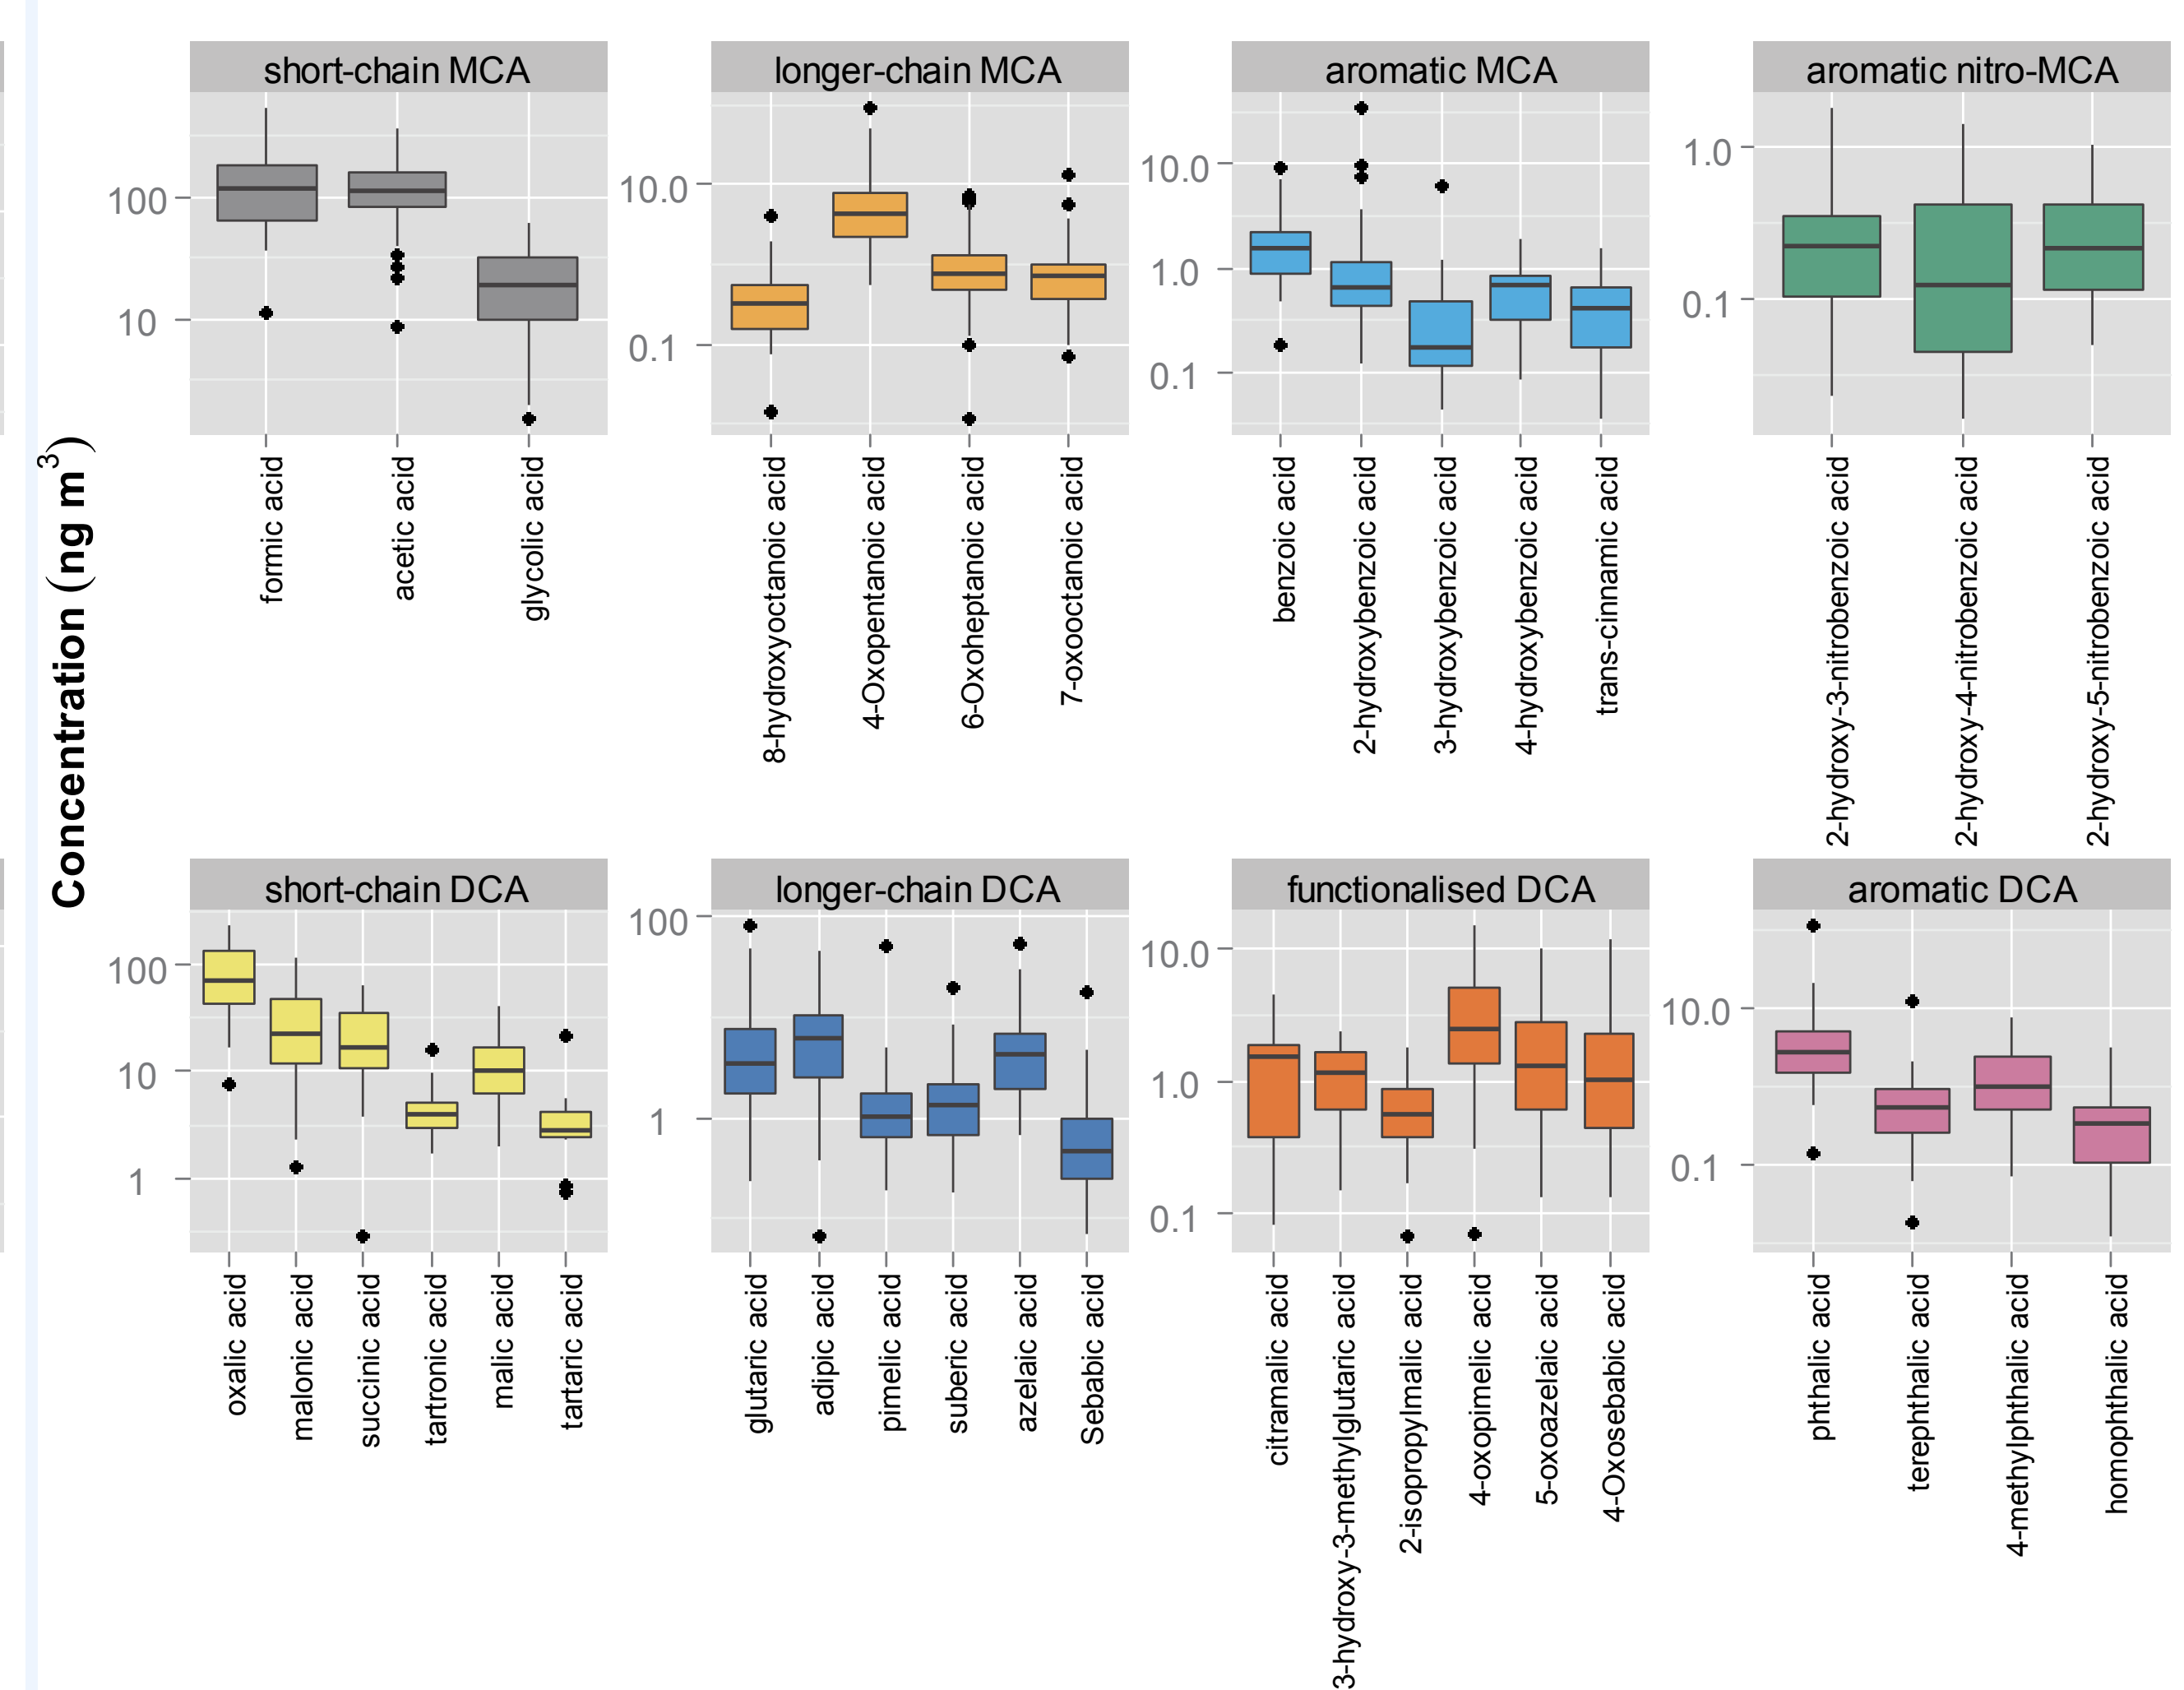 Concentration (ng m3)
short-chain MCA
100
10
formic acid
acetic acid
glycolic acid
longer-chain MCA
10.0
0.1
8-hydroxyoctanoic acid
4-Oxopentanoic acid
6-Oxoheptanoic acid
7-oxooctanoic acid
aromatic MCA
10.0
1.0
0.1
benzoic acid
2-hydroxybenzoic acid
3-hydroxybenzoic acid
4-hydroxybenzoic acid
trans-cinnamic acid
aromatic nitro-MCA
1.0
0.1
2-hydroxy-3-nitrobenzoic acid
2-hydroxy-4-nitrobenzoic acid
2-hydroxy-5-nitrobenzoic acid
short-chain DCA
100
10
1
oxalic acid
malonic acid
succinic acid
tartronic acid
malic acid
tartaric acid
longer-chain DCA
100
1
glutaric acid
adipic acid
pimelic acid
suberic acid
azelaic acid
Sebabic acid
functionalised DCA
10.0
1.0
0.1
citramalic acid
3-hydroxy-3-methylglutaric acid
2-isopropylmalic acid
4-oxopimelic acid
5-oxoazelaic acid
4-Oxosebabic acid
aromatic DCA
10.0
0.1
phthalic acid
terephthalic acid
4-methylphthalic acid
homophthalic acid